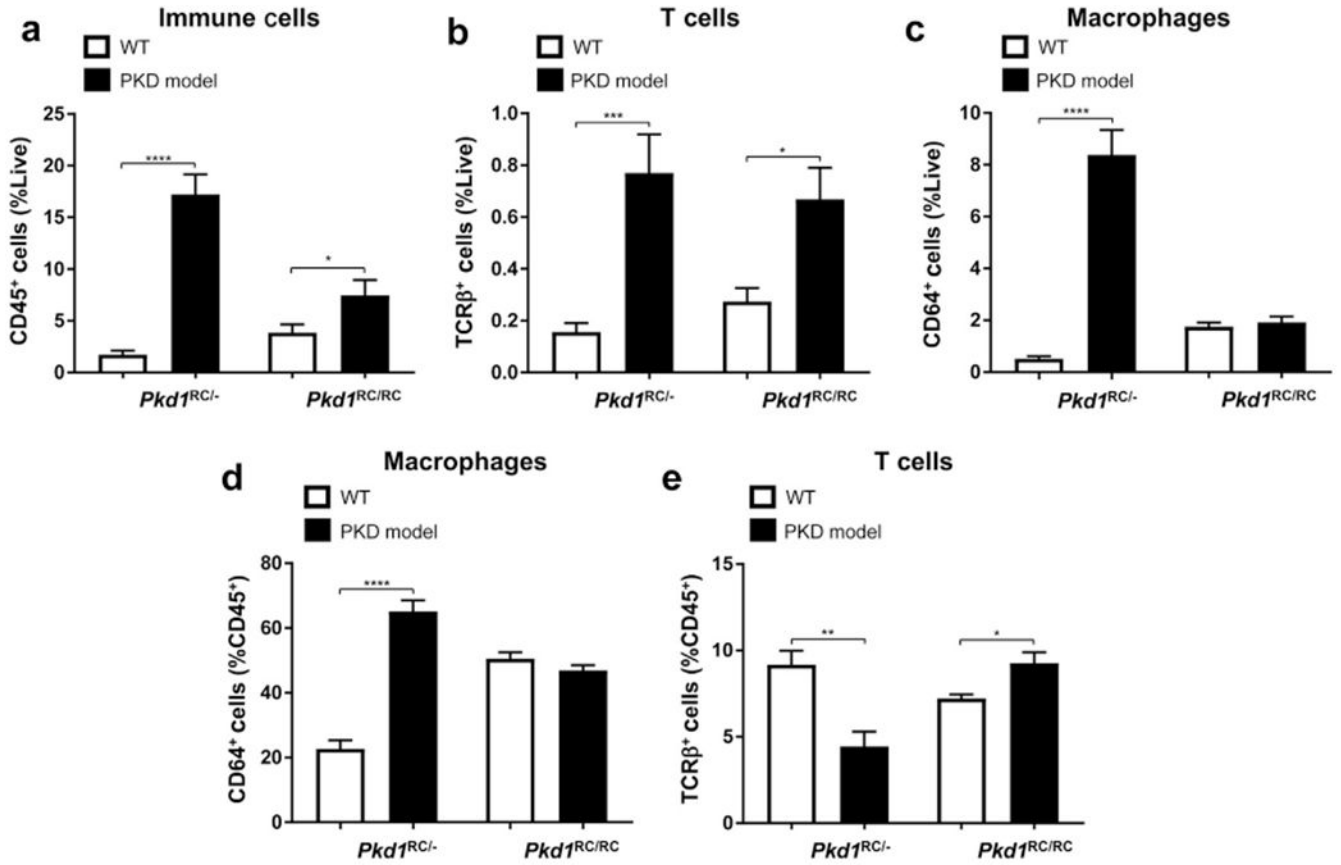 a
Immune cells
WT
PKD model
CD45⁺ cells (%Live)
25
20
15
10
5
0
****
*
Pkd1RC/-
Pkd1RC/RC
b
T cells
WT
PKD model
TCRβ⁺ cells (%Live)
1.0
0.8
0.6
0.4
0.2
0.0
***
*
Pkd1RC/-
Pkd1RC/RC
c
Macrophages
WT
PKD model
CD64⁺ cells (%Live)
10
8
6
4
2
0
****
Pkd1RC/-
Pkd1RC/RC
d
Macrophages
WT
PKD model
CD64⁺ cells (%CD45⁺)
80
60
40
20
0
****
Pkd1RC/-
Pkd1RC/RC
e
T cells
WT
PKD model
TCRβ⁺ cells (%CD45⁺)
15
10
5
0
**
*
Pkd1RC/-
Pkd1RC/RC